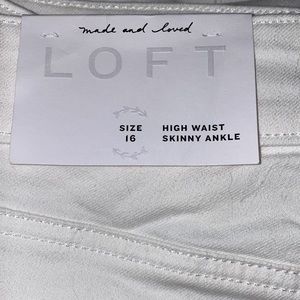 made and loved
LOFT
SIZE HIGH WAIST
16 SKINNY ANKLE